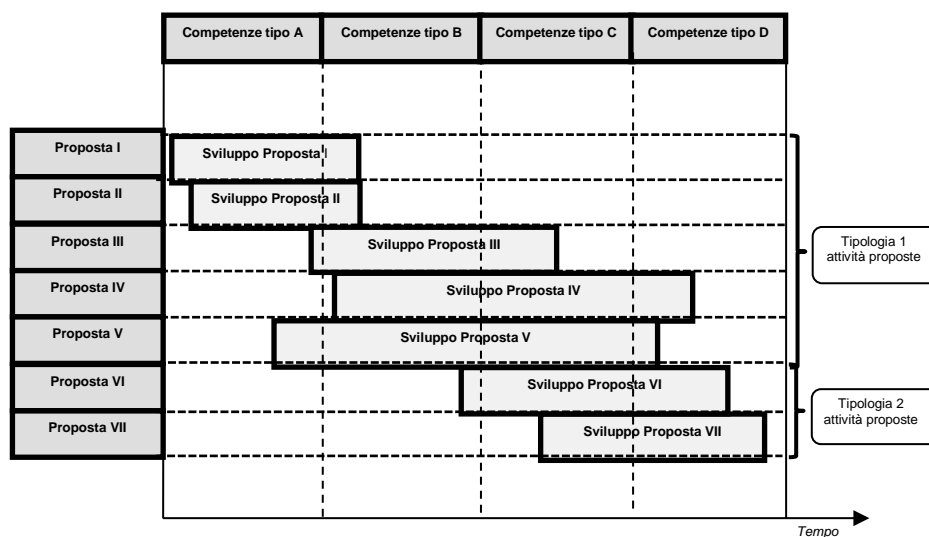 Competenze tipo A
Competenze tipo B
Competenze tipo C
Competenze tipo D
Proposta I
Sviluppo Proposta I
Proposta II
Sviluppo Proposta II
Proposta III
Sviluppo Proposta III
Proposta IV
Sviluppo Proposta IV
Proposta V
Sviluppo Proposta V
Proposta VI
Sviluppo Proposta VI
Proposta VII
Sviluppo Proposta VII
Tipologia 1
attività proposte
Tipologia 2
attività proposte
Tempo